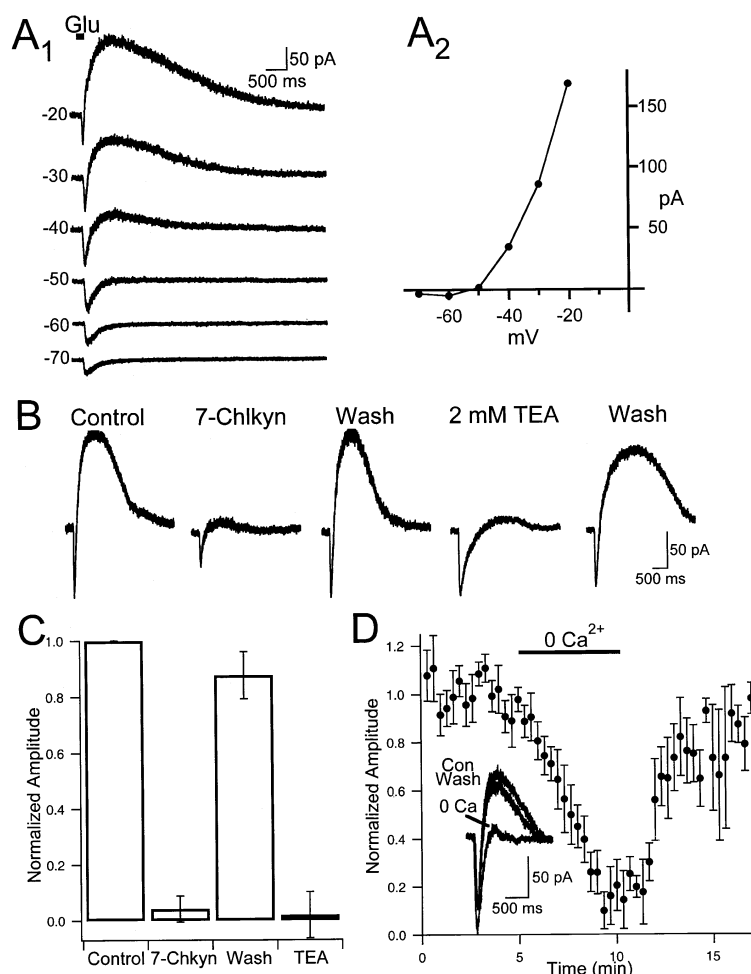 A1
Glu
50 pA
500 ms
-20
-30
-40
-50
-60
-70
A2
150
100
pA
50
-60 -40 -20
mV
B
Control 7-Chlkyn Wash 2 mM TEA Wash
50 pA
500 ms
C
1.0
0.8
0.6
0.4
0.2
0.0
Normalized Amplitude
Control 7-Chkyn Wash TEA
D
0 Ca2+
1.2
1.0
0.8
0.6
0.4
0.2
0.0
Normalized Amplitude
Con
Wash
0 Ca
50 pA
500 ms
0 5 10 15
Time (min)